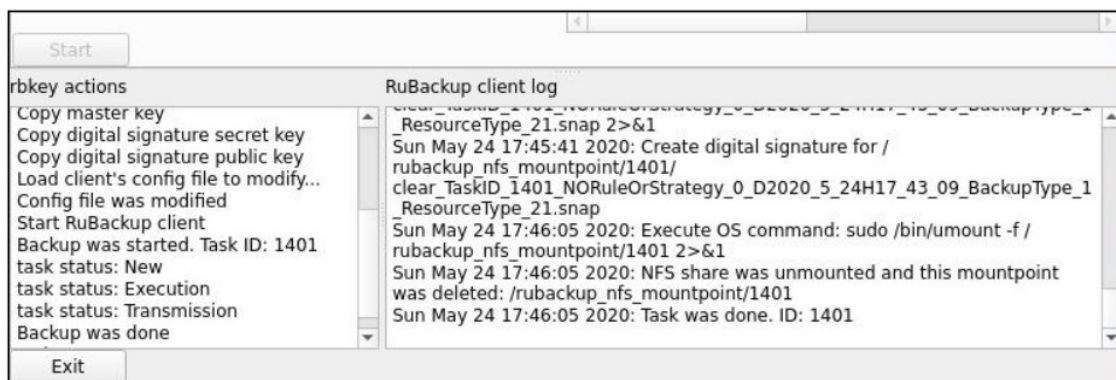 Start
rbkey actions
Copy master key
Copy digital signature secret key
Copy digital signature public key
Load client's config file to modify...
Config file was modified
Start RuBackup client
Backup was started. Task ID: 1401
task status: New
task status: Execution
task status: Transmission
Backup was done
RuBackup client log
clear_TaskID_1401_NORuleOrStrategy_0_D2020_5_24H17_43_09_BackupType_1
_ResourceType_21.snap 2>&1
Sun May 24 17:45:41 2020: Create digital signature for /
rubackup_nfs_mountpoint/1401/
clear_TaskID_1401_NORuleOrStrategy_0_D2020_5_24H17_43_09_BackupType_1
_ResourceType_21.snap
Sun May 24 17:46:05 2020: Execute OS command: sudo /bin/umount -f /
rubackup_nfs_mountpoint/1401 2>&1
Sun May 24 17:46:05 2020: NFS share was unmounted and this mountpoint
was deleted: /rubackup_nfs_mountpoint/1401
Sun May 24 17:46:05 2020: Task was done. ID: 1401
Exit